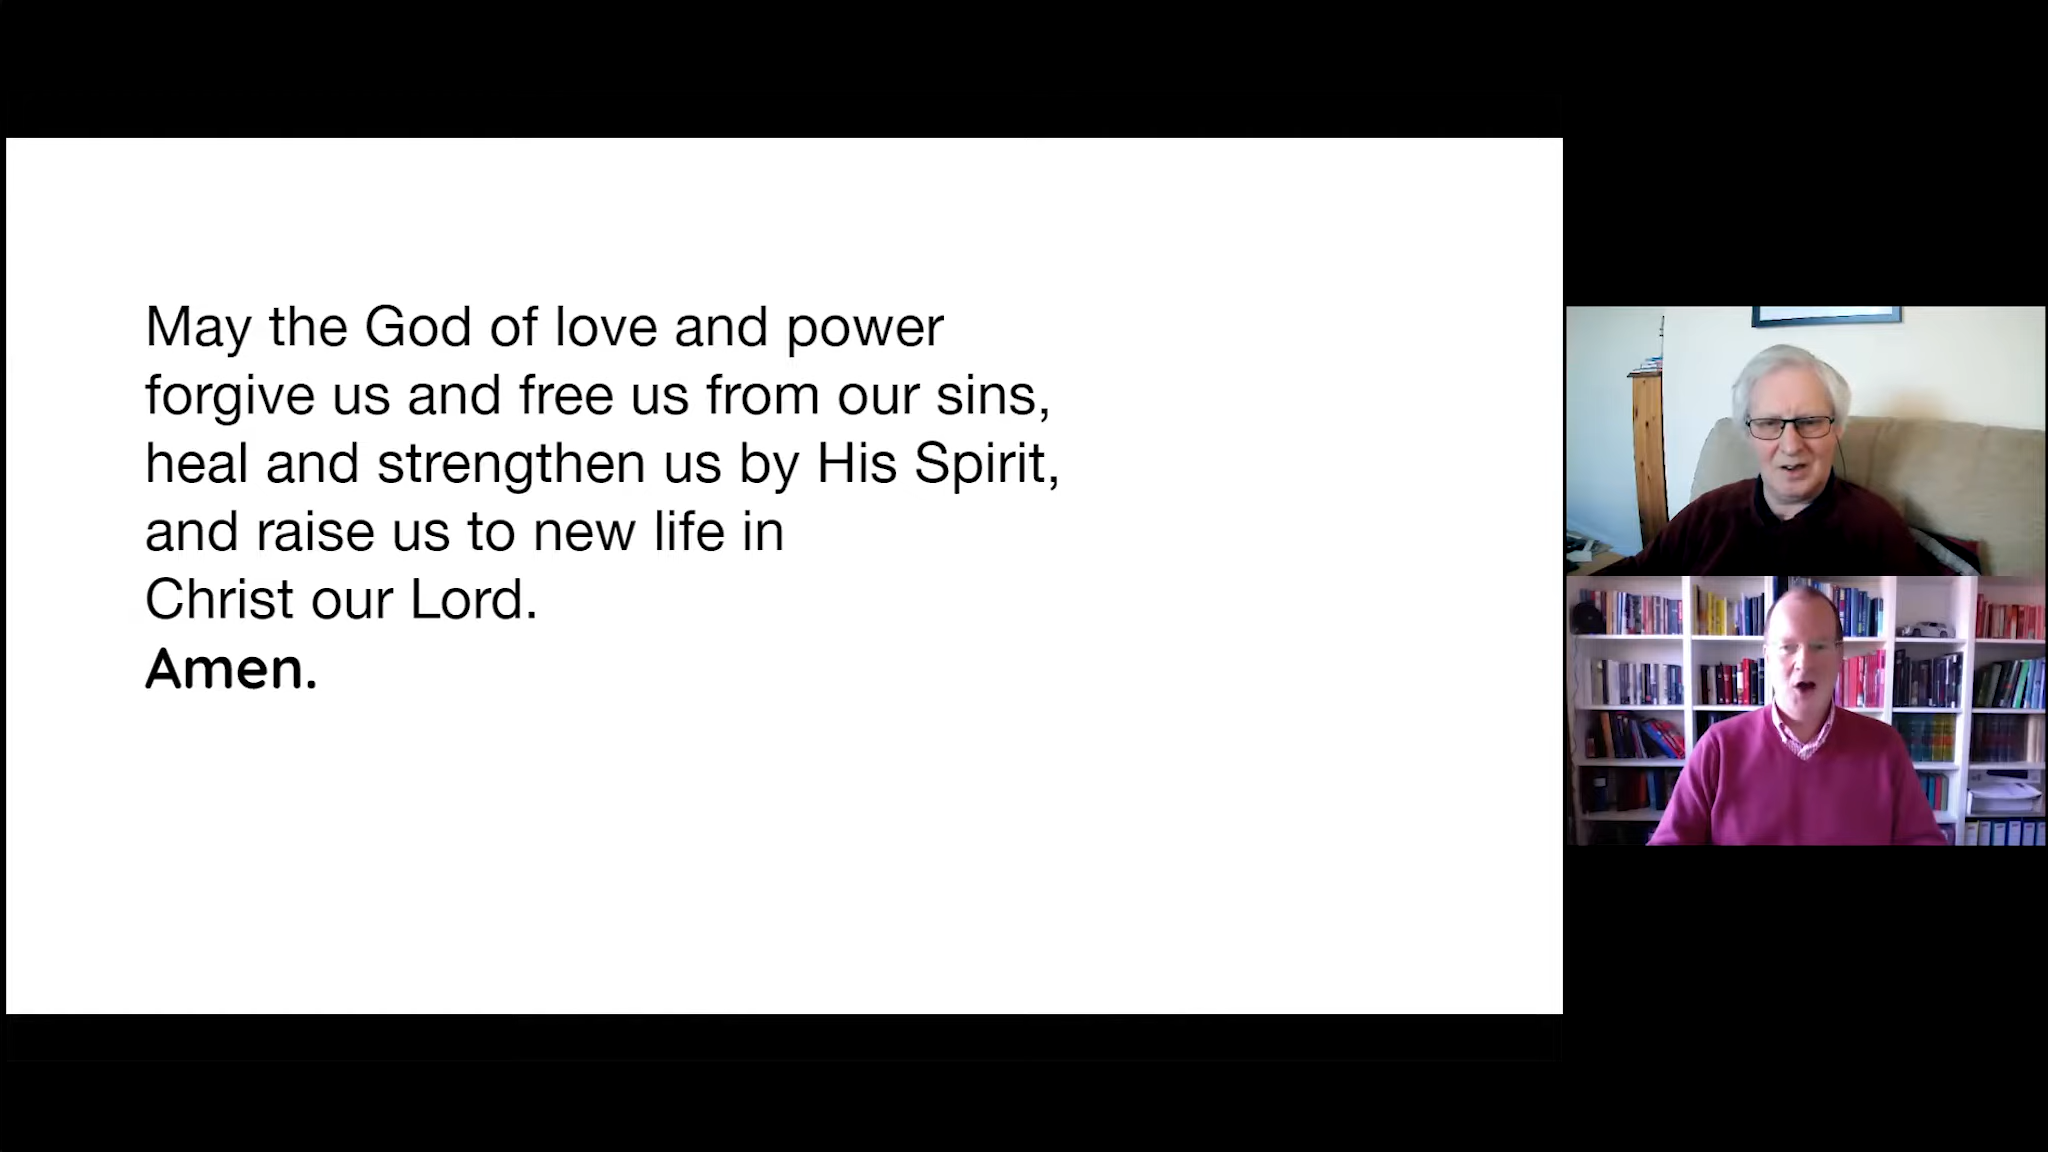 May the God of love and power
forgive us and free us from our sins,
heal and strengthen us by His Spirit,
and raise us to new life in
Christ our Lord.
Amen.